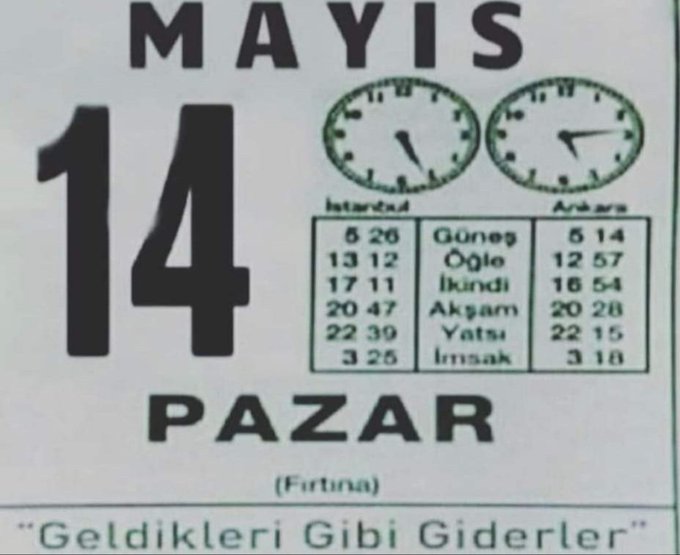 MAYIS
14
İstanbul Ankara
5 26 Güneş 5 14
13 12 Öğle 12 57
17 11 İkindi 16 54
20 47 Akşam 20 28
22 39 Yatsı 22 15
3 25 İmsak 3 18
PAZAR
(Fırtına)
"Geldikleri Gibi Giderler"